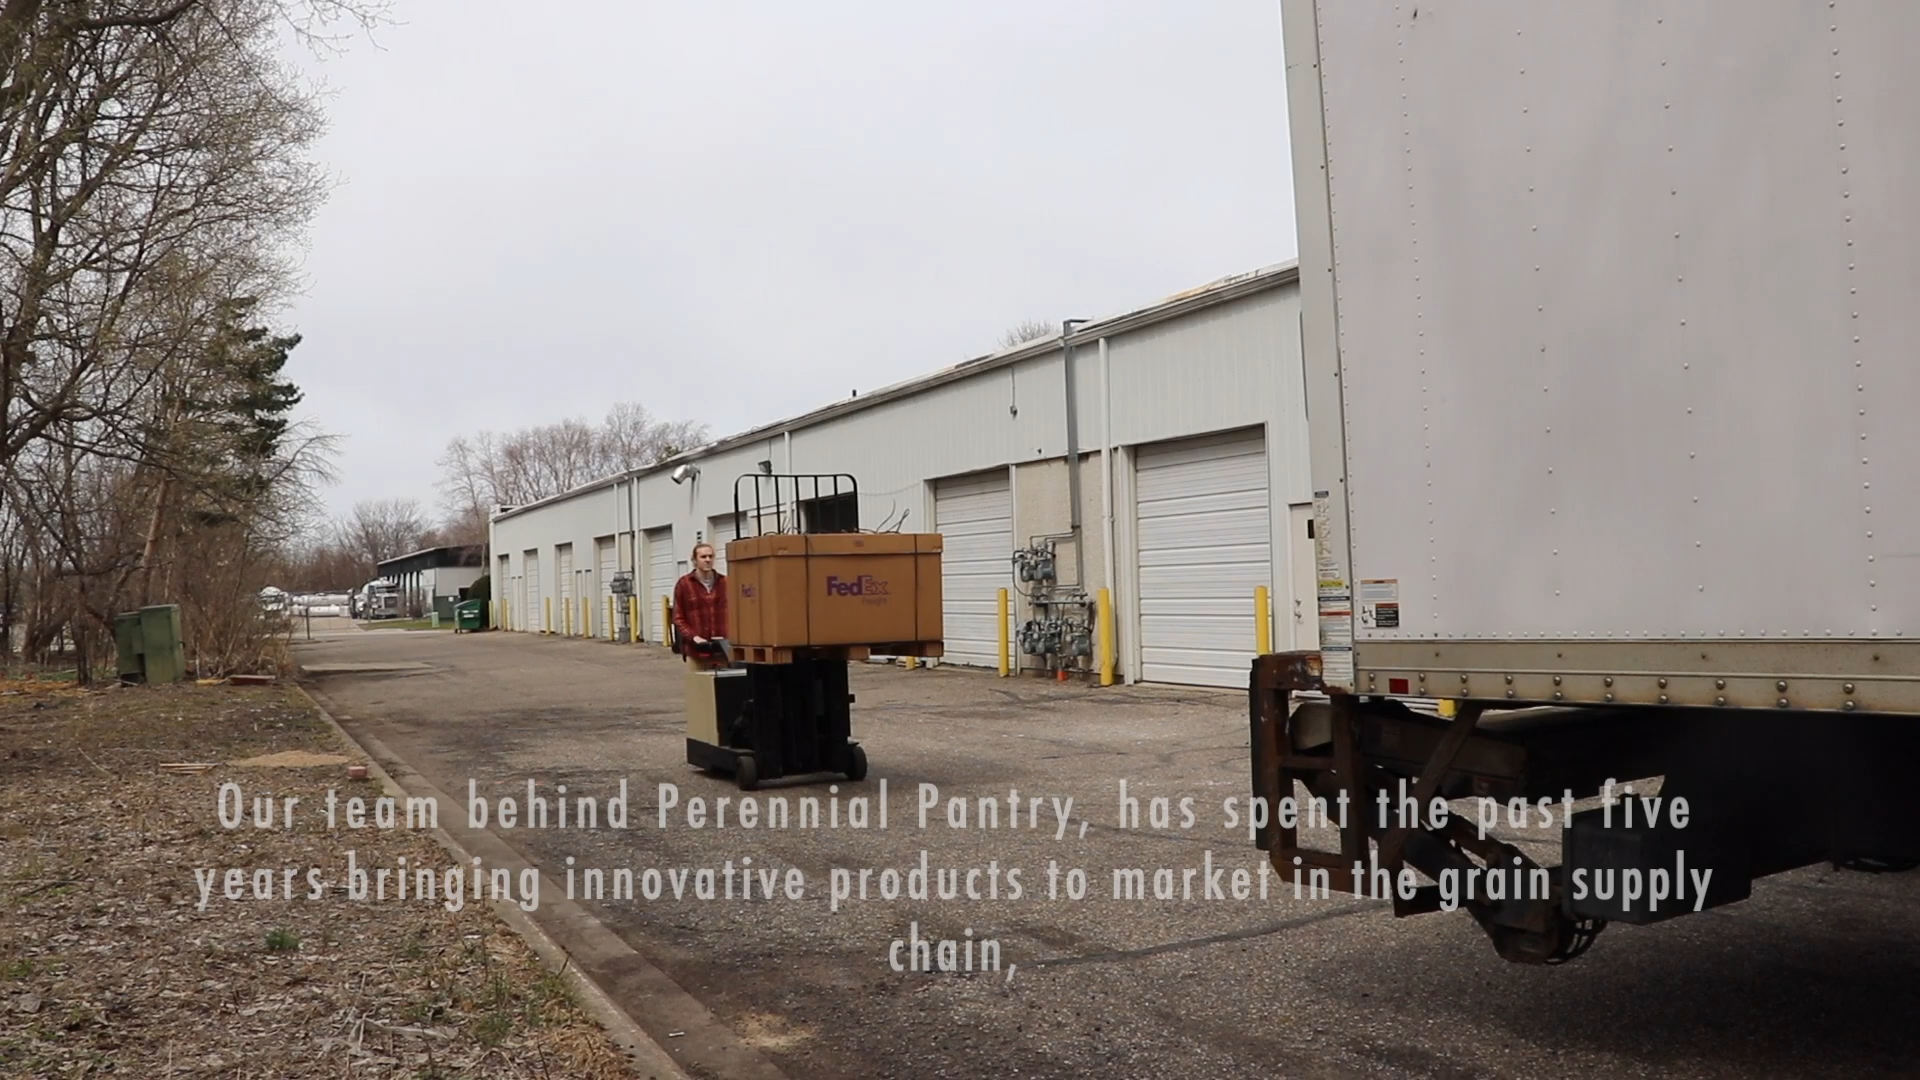 FedEx
Freight
Our team behind Perennial Pantry, has spent the past five
years bringing innovative products to market in the grain supply
chain,